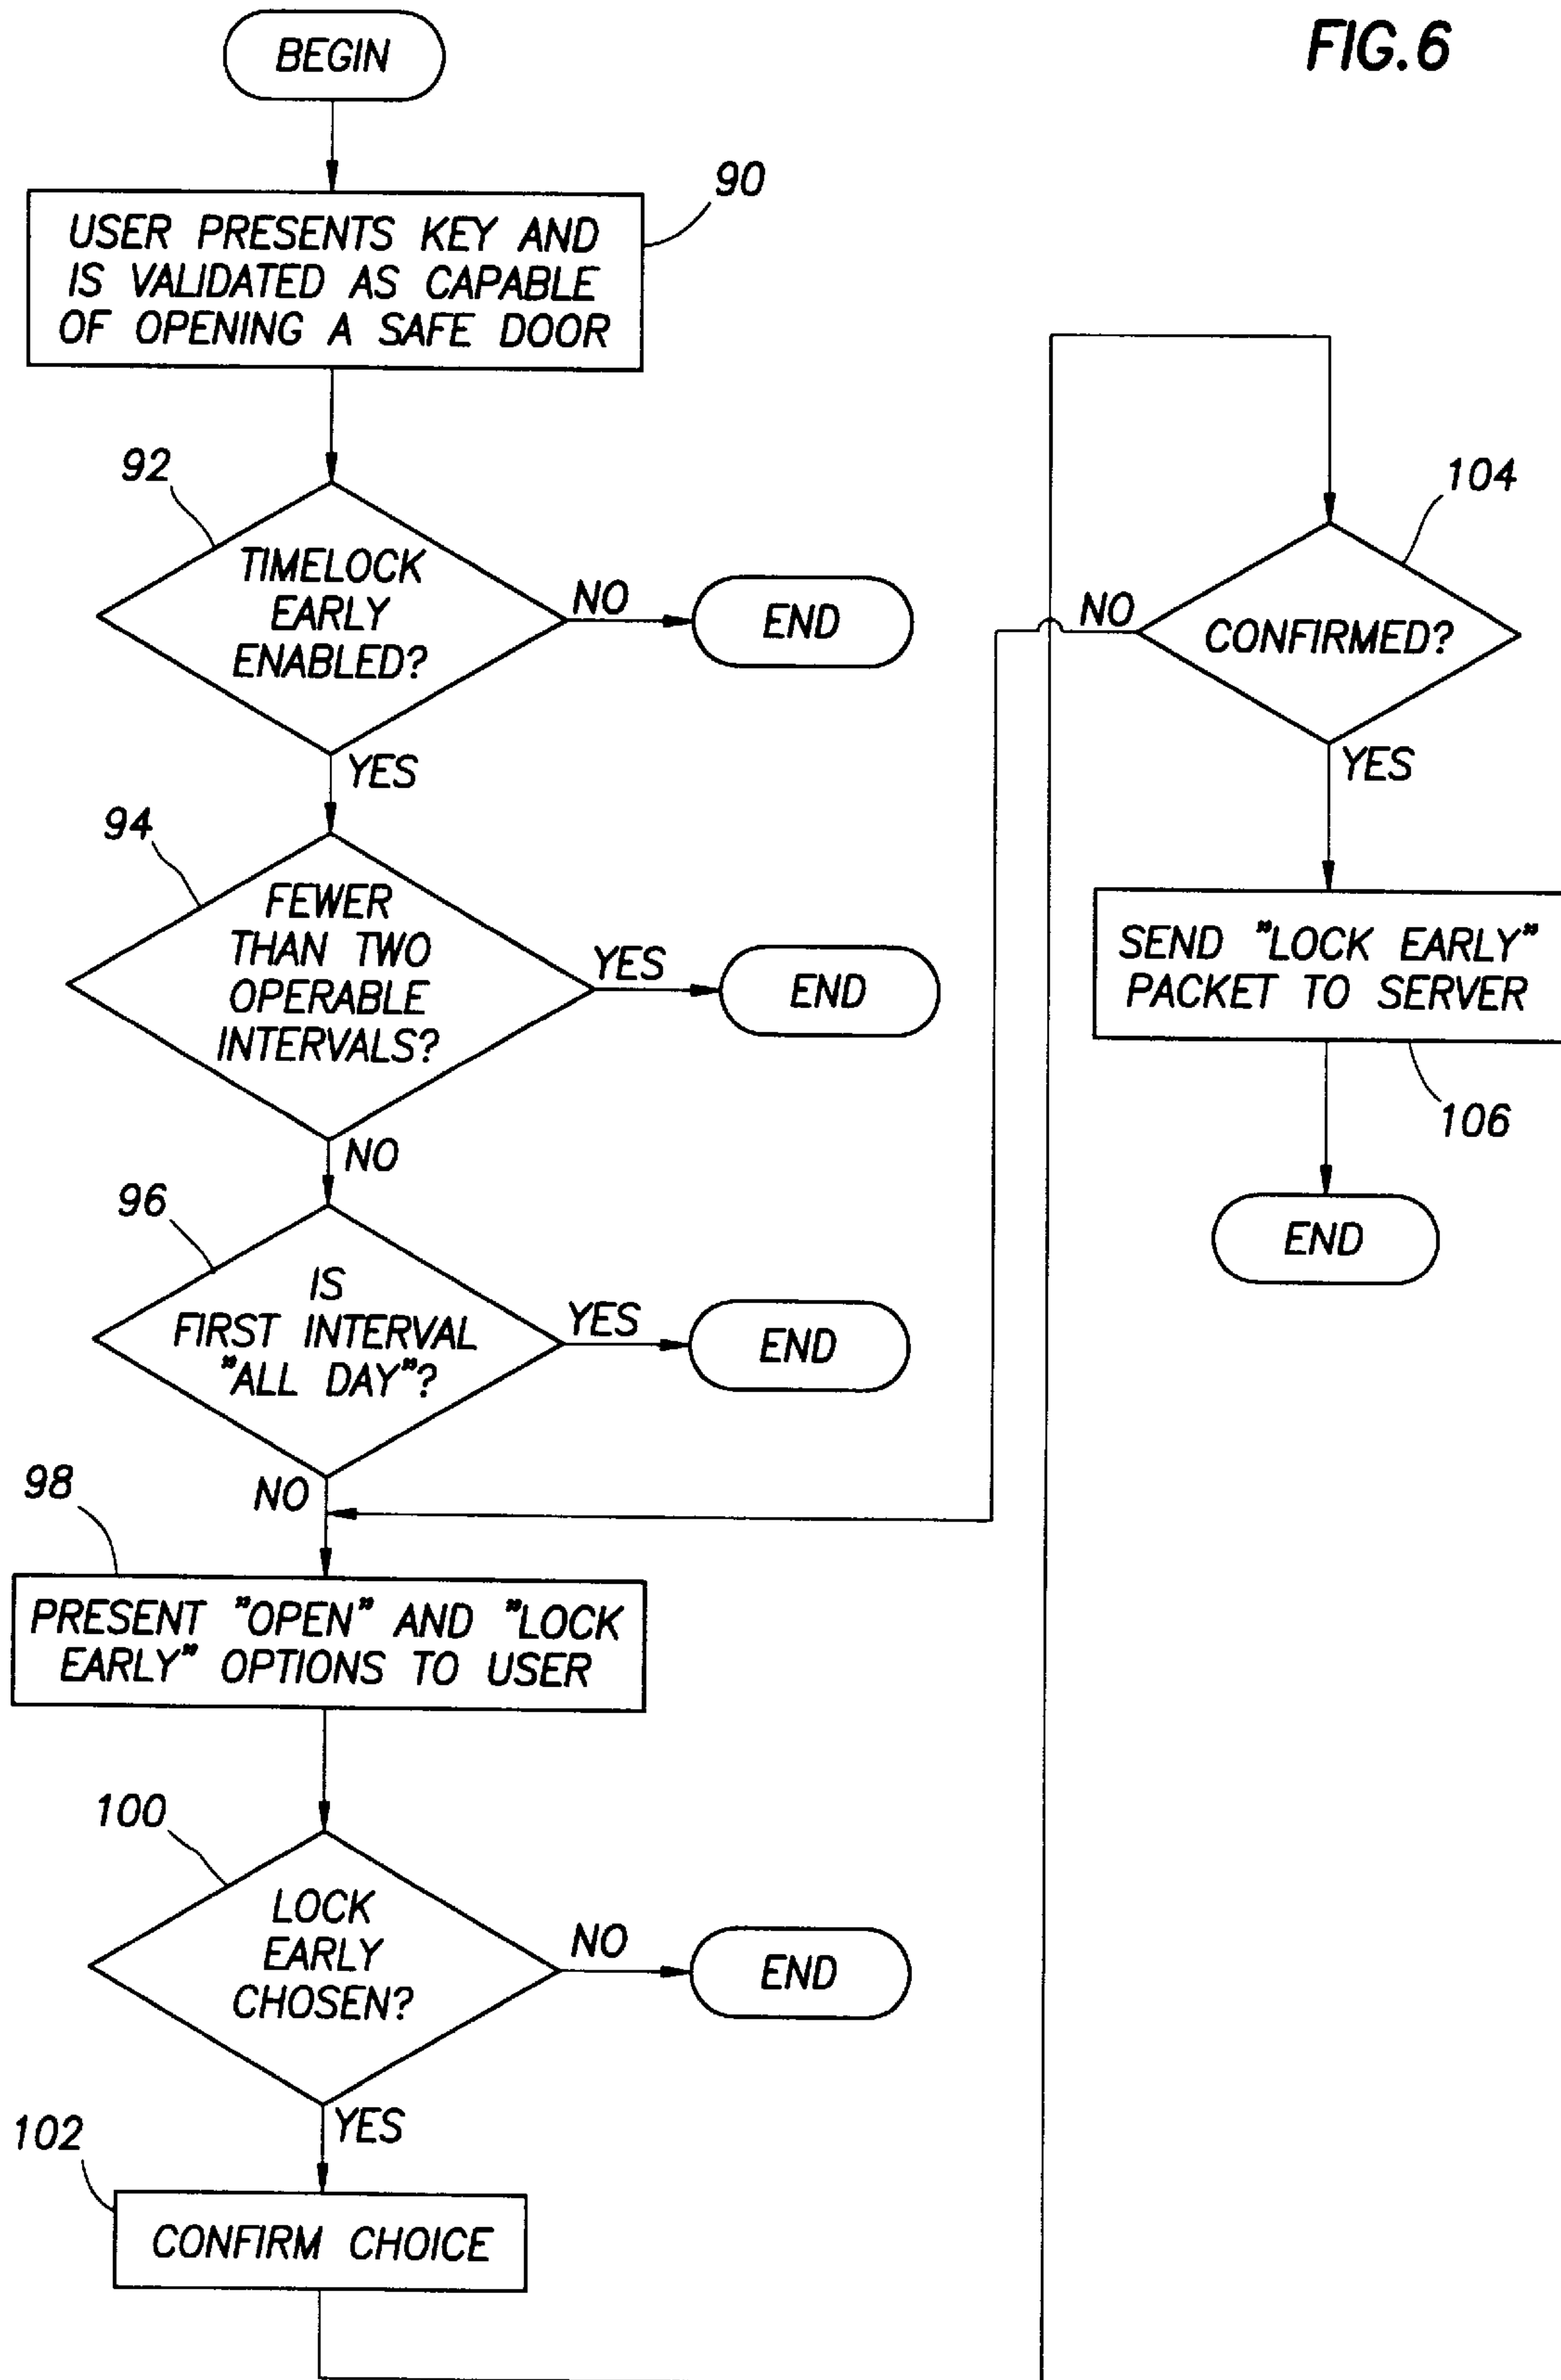 FIG.6
BEGIN
90
USER PRESENTS KEY AND
IS VALIDATED AS CAPABLE
OF OPENING A SAFE DOOR
92
TIMELOCK
EARLY
ENABLED?
NO
END
YES
94
FEWER
THAN TWO
OPERABLE
INTERVALS?
YES
END
NO
96
IS
FIRST INTERVAL
"ALL DAY"?
YES
END
NO
98
PRESENT "OPEN" AND "LOCK
EARLY" OPTIONS TO USER
100
LOCK
EARLY
CHOSEN?
NO
END
YES
102
CONFIRM CHOICE
104
CONFIRMED?
NO
YES
SEND "LOCK EARLY"
PACKET TO SERVER
106
END